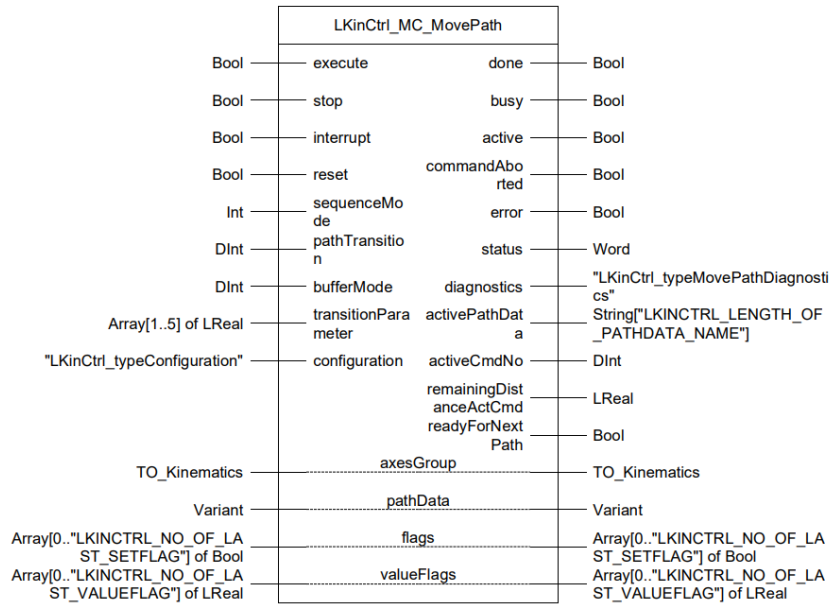 LKinCtrl_MC_MovePath
Bool execute done Bool
Bool stop busy Bool
Bool interrupt active Bool
Bool reset commandAbo
rted Bool
Int sequenceMo
de error Bool
DInt pathTransitio
n status Word
DInt bufferMode diagnostics "LKinCtrl_typeMovePathDiagnosti
cs"
Array[1..5] of LReal transitionPara
meter activePathDat
a String["LKINCTRL_LENGTH_OF
_PATHDATA_NAME"]
"LKinCtrl_typeConfiguration" configuration activeCmdNo DInt
remainingDist
anceActCmd LReal
readyForNext
Path Bool
TO_Kinematics axesGroup TO_Kinematics
Variant pathData Variant
Array[0.."LKINCTRL_NO_OF_LA
ST_SETFLAG"] of Bool flags Array[0.."LKINCTRL_NO_OF_LA
ST_SETFLAG"] of Bool
Array[0.."LKINCTRL_NO_OF_LA
ST_VALUEFLAG"] of LReal valueFlags Array[0.."LKINCTRL_NO_OF_LA
ST_VALUEFLAG"] of LReal